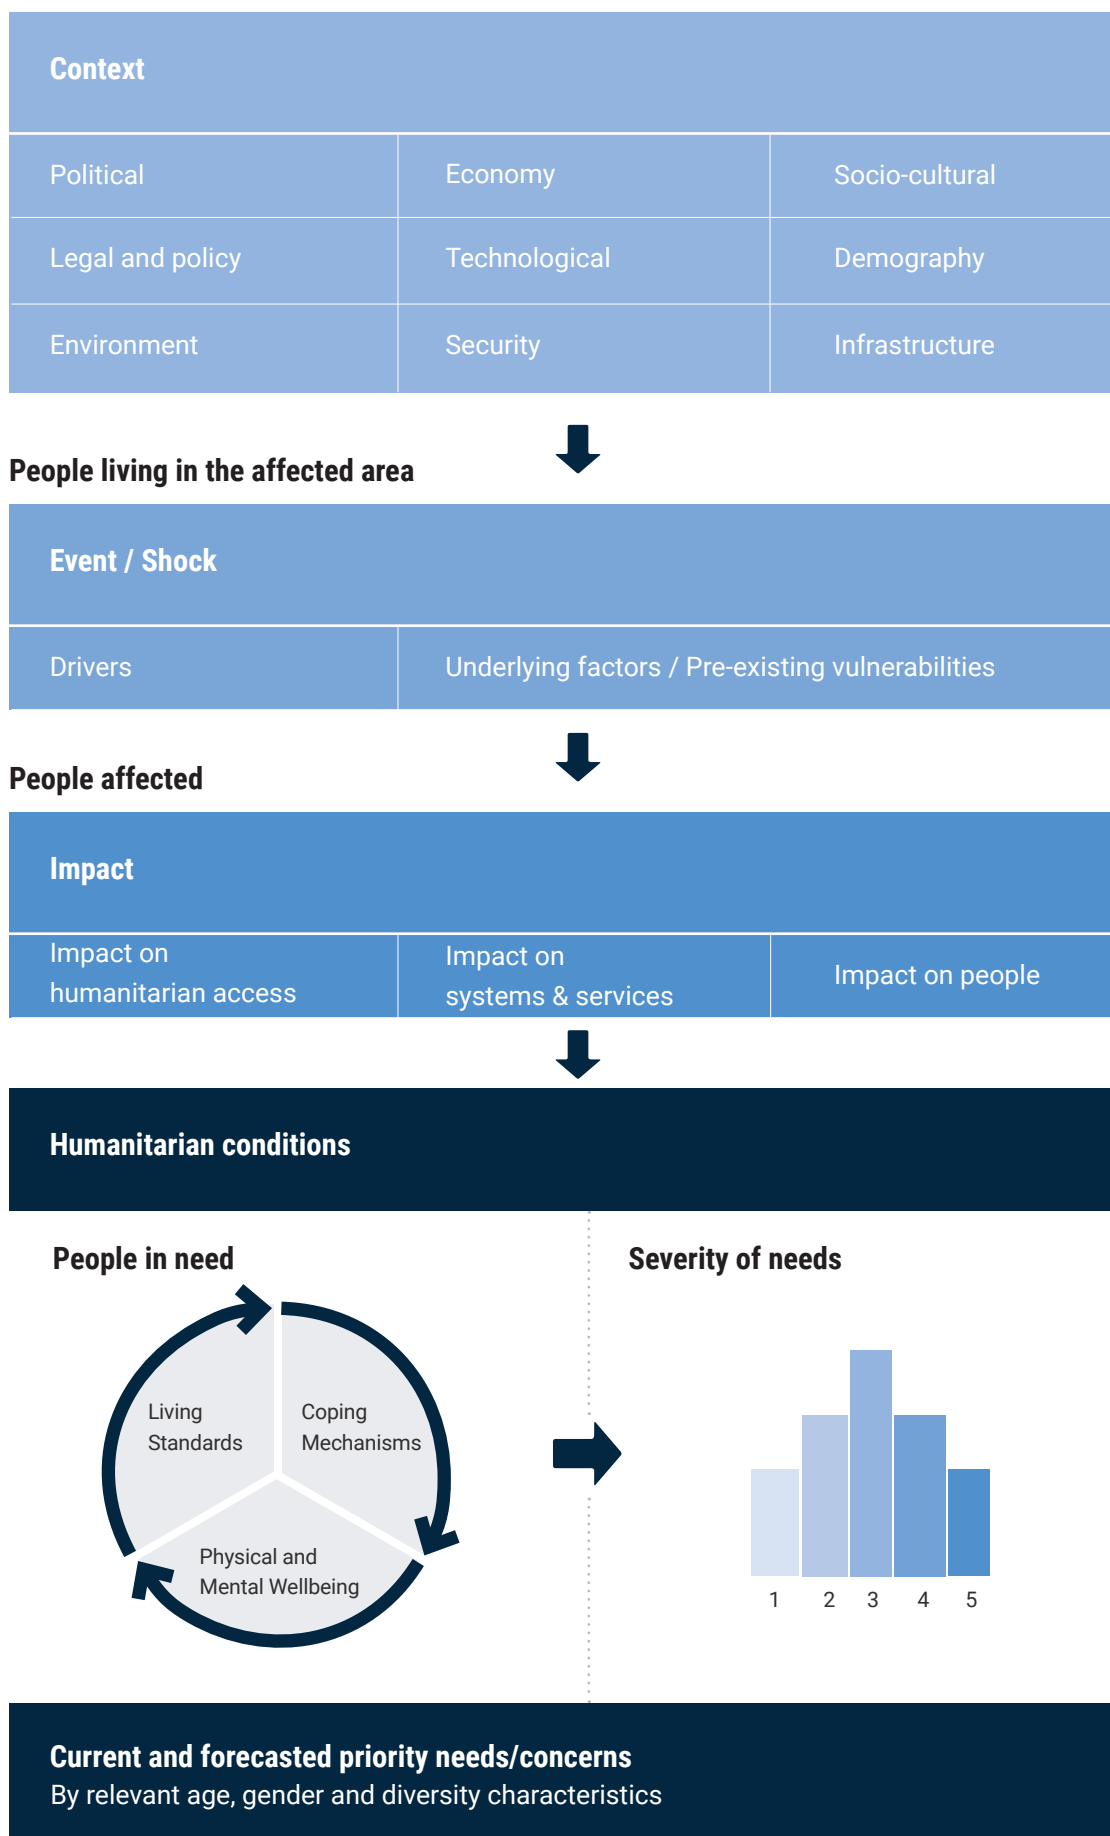 Context
Political
Economy
Socio-cultural
Legal and policy
Technological
Demography
Environment
Security
Infrastructure
People living in the affected area
Event / Shock
Drivers
Underlying factors / Pre-existing vulnerabilities
People affected
Impact
Impact on
humanitarian access
Impact on
systems & services
Impact on people
Humanitarian conditions
People in need
Living
Standards
Coping
Mechanisms
Physical and
Mental Wellbeing
Severity of needs
1 2 3 4 5
Current and forecasted priority needs/concerns
By relevant age, gender and diversity characteristics